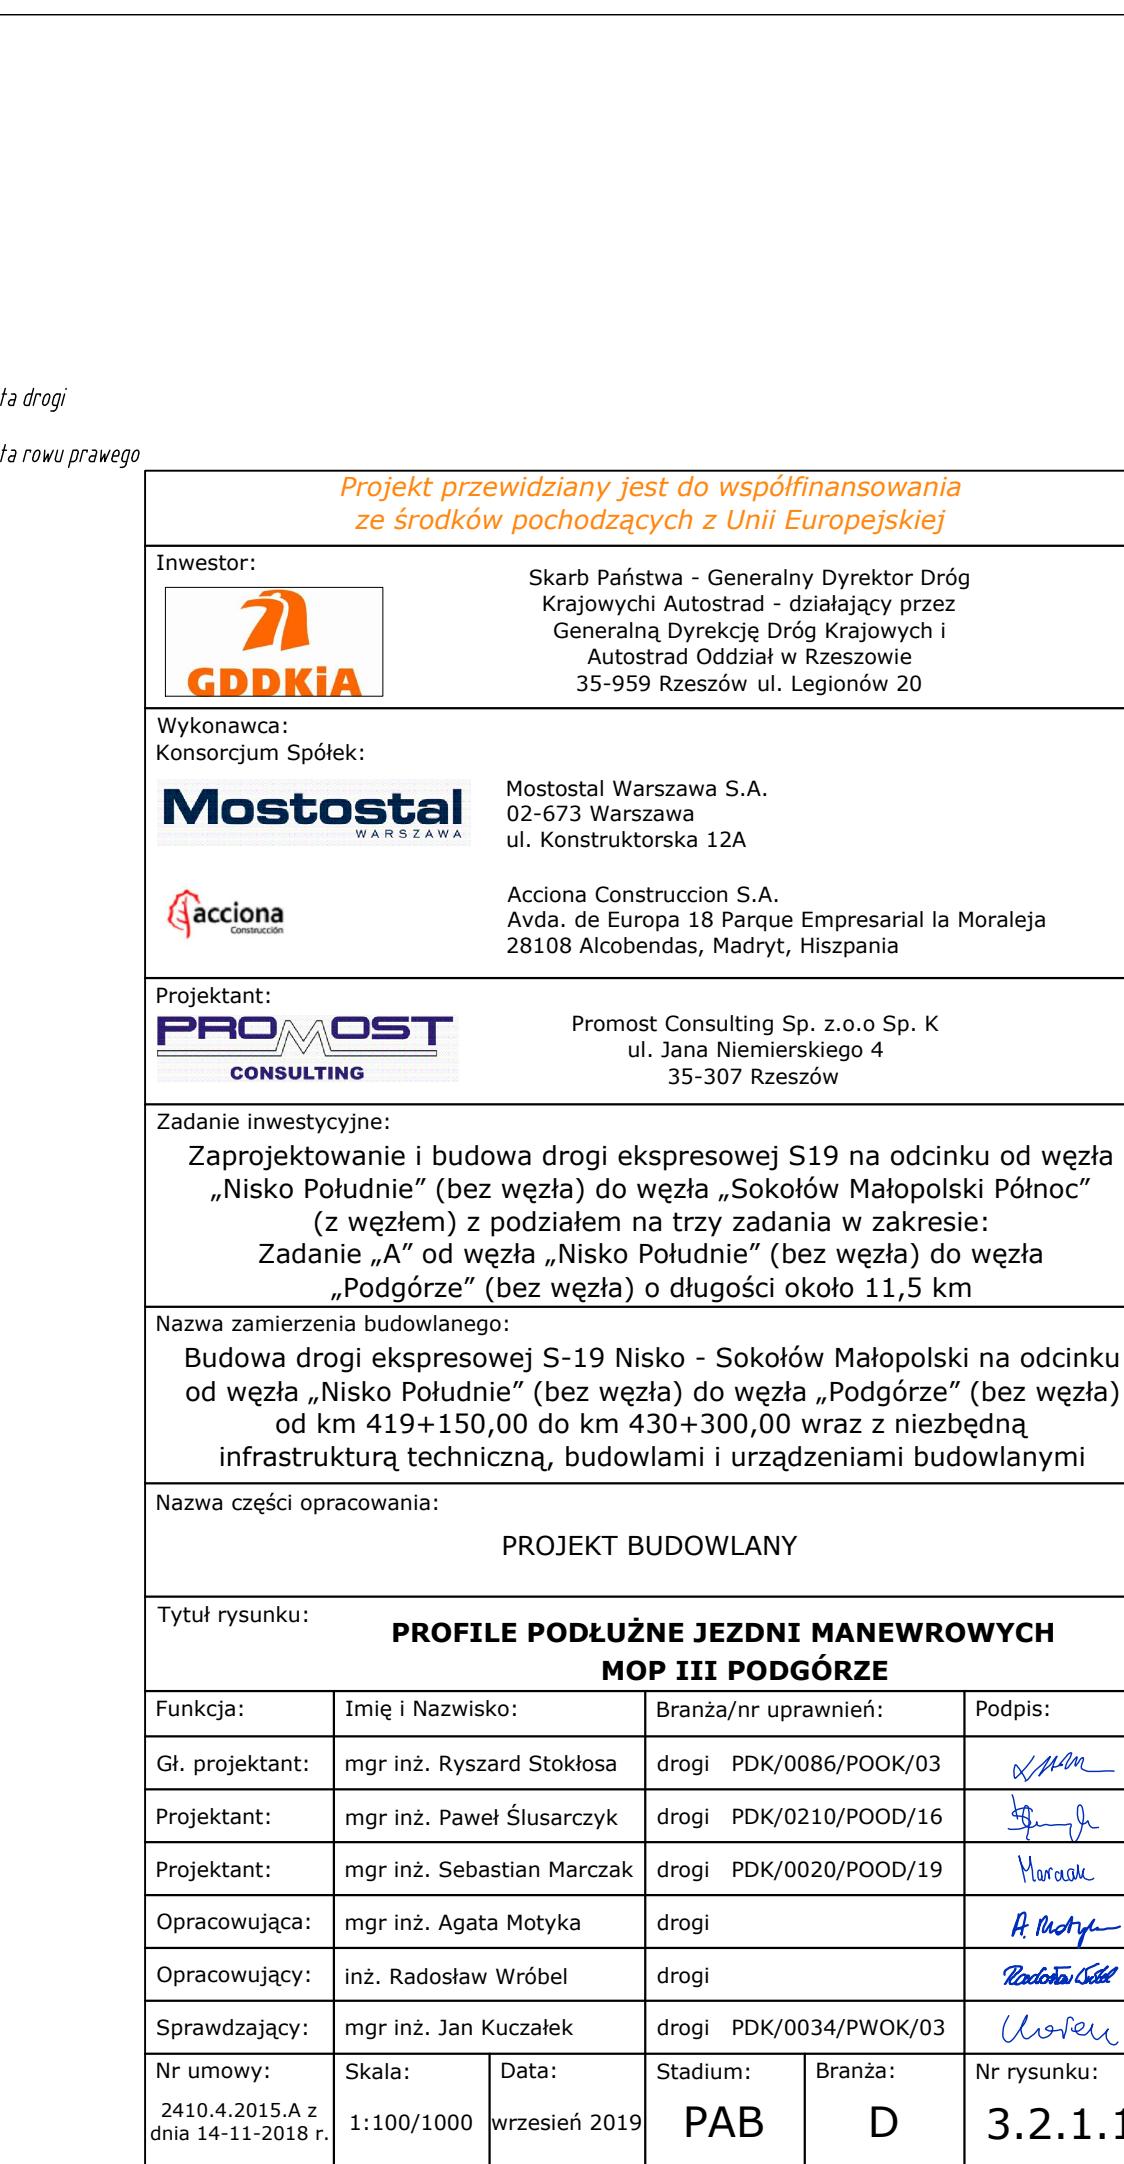 ta drogi
ta rowu prawego
Projekt przewidziany jest do współfinansowania
ze środków pochodzących z Unii Europejskiej
Inwestor:
GDDKiA
Skarb Państwa - Generalny Dyrektor Dróg
Krajowychi Autostrad - działający przez
Generalną Dyrekcję Dróg Krajowych i
Autostrad Oddział w Rzeszowie
35-959 Rzeszów ul. Legionów 20
Wykonawca:
Konsorcjum Spółek:
Mostostal
WARSZAWA
Mostostal Warszawa S.A.
02-673 Warszawa
ul. Konstruktorska 12A
acciona
Construcción
Acciona Construccion S.A.
Avda. de Europa 18 Parque Empresarial la Moraleja
28108 Alcobendas, Madryt, Hiszpania
Projektant:
PROMOST
CONSULTING
Promost Consulting Sp. z.o.o Sp. K
ul. Jana Niemierskiego 4
35-307 Rzeszów
Zadanie inwestycyjne:
Zaprojektowanie i budowa drogi ekspresowej S19 na odcinku od węzła
„Nisko Południe” (bez węzła) do węzła „Sokołów Małopolski Północ”
(z węzłem) z podziałem na trzy zadania w zakresie:
Zadanie „A” od węzła „Nisko Południe” (bez węzła) do węzła
„Podgórze” (bez węzła) o długości około 11,5 km
Nazwa zamierzenia budowlanego:
Budowa drogi ekspresowej S-19 Nisko - Sokołów Małopolski na odcinku
od węzła „Nisko Południe” (bez węzła) do węzła „Podgórze” (bez węzła)
od km 419+150,00 do km 430+300,00 wraz z niezbędną
infrastrukturą techniczną, budowlami i urządzeniami budowlanymi
Nazwa części opracowania:
PROJEKT BUDOWLANY
Tytuł rysunku:
PROFILE PODŁUŻNE JEZDNI MANEWROWYCH
MOP III PODGÓRZE
Funkcja: Imię i Nazwisko: Branża/nr uprawnień: Podpis:
Gł. projektant: mgr inż. Ryszard Stokłosa drogi PDK/0086/POOK/03
Projektant: mgr inż. Paweł Ślusarczyk drogi PDK/0210/POOD/16
Projektant: mgr inż. Sebastian Marczak drogi PDK/0020/POOD/19 Marczak
Opracowująca: mgr inż. Agata Motyka drogi A. Motyka
Opracowujący: inż. Radosław Wróbel drogi Radosław Wróbel
Sprawdzający: mgr inż. Jan Kuczałek drogi PDK/0034/PWOK/03
Nr umowy: Skala: Data: Stadium: Branża: Nr rysunku:
2410.4.2015.A z
dnia 14-11-2018 r. 1:100/1000 wrzesień 2019 PAB D 3.2.1.1